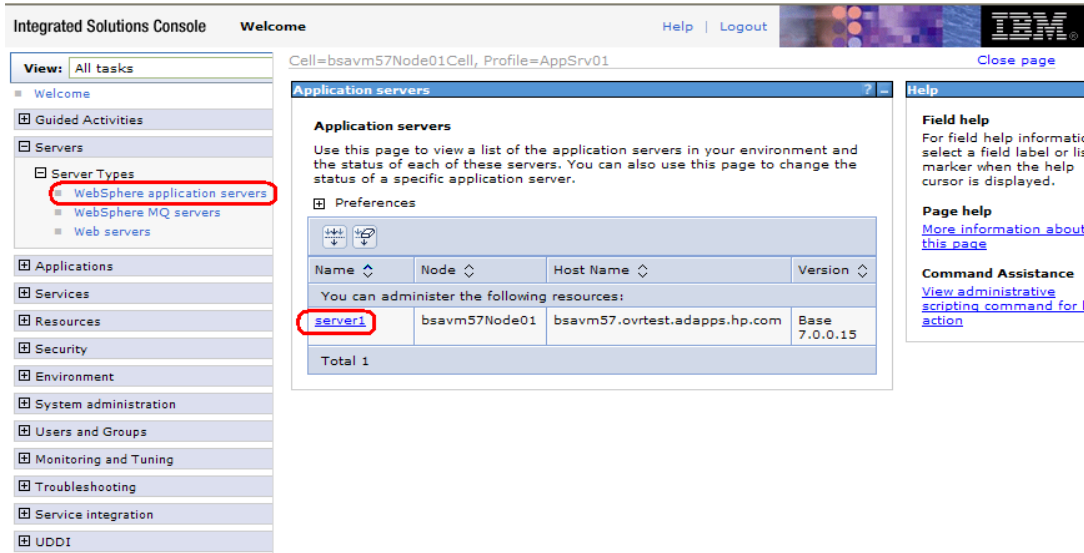 Integrated Solutions Console Welcome Help | Logout IBM®
View: All tasks
Welcome
Guided Activities
Servers
Server Types
WebSphere application servers
WebSphere MQ servers
Web servers
Applications
Services
Resources
Security
Environment
System administration
Users and Groups
Monitoring and Tuning
Troubleshooting
Service integration
UDDI
Cell=bsavm57Node01Cell, Profile=AppSrv01 Close page
Application servers ? -
Application servers
Use this page to view a list of the application servers in your environment and
the status of each of these servers. You can also use this page to change the
status of a specific application server.
Preferences
Name Node Host Name Version
You can administer the following resources:
server1 bsavm57Node01 bsavm57.ovrtest.adapps.hp.com Base
7.0.0.15
Total 1
Help
Field help
For field help
select a field label or
marker when the help
cursor is displayed.
Page help
More information about
this page
Command Assistance
View administrative
scripting command for
action